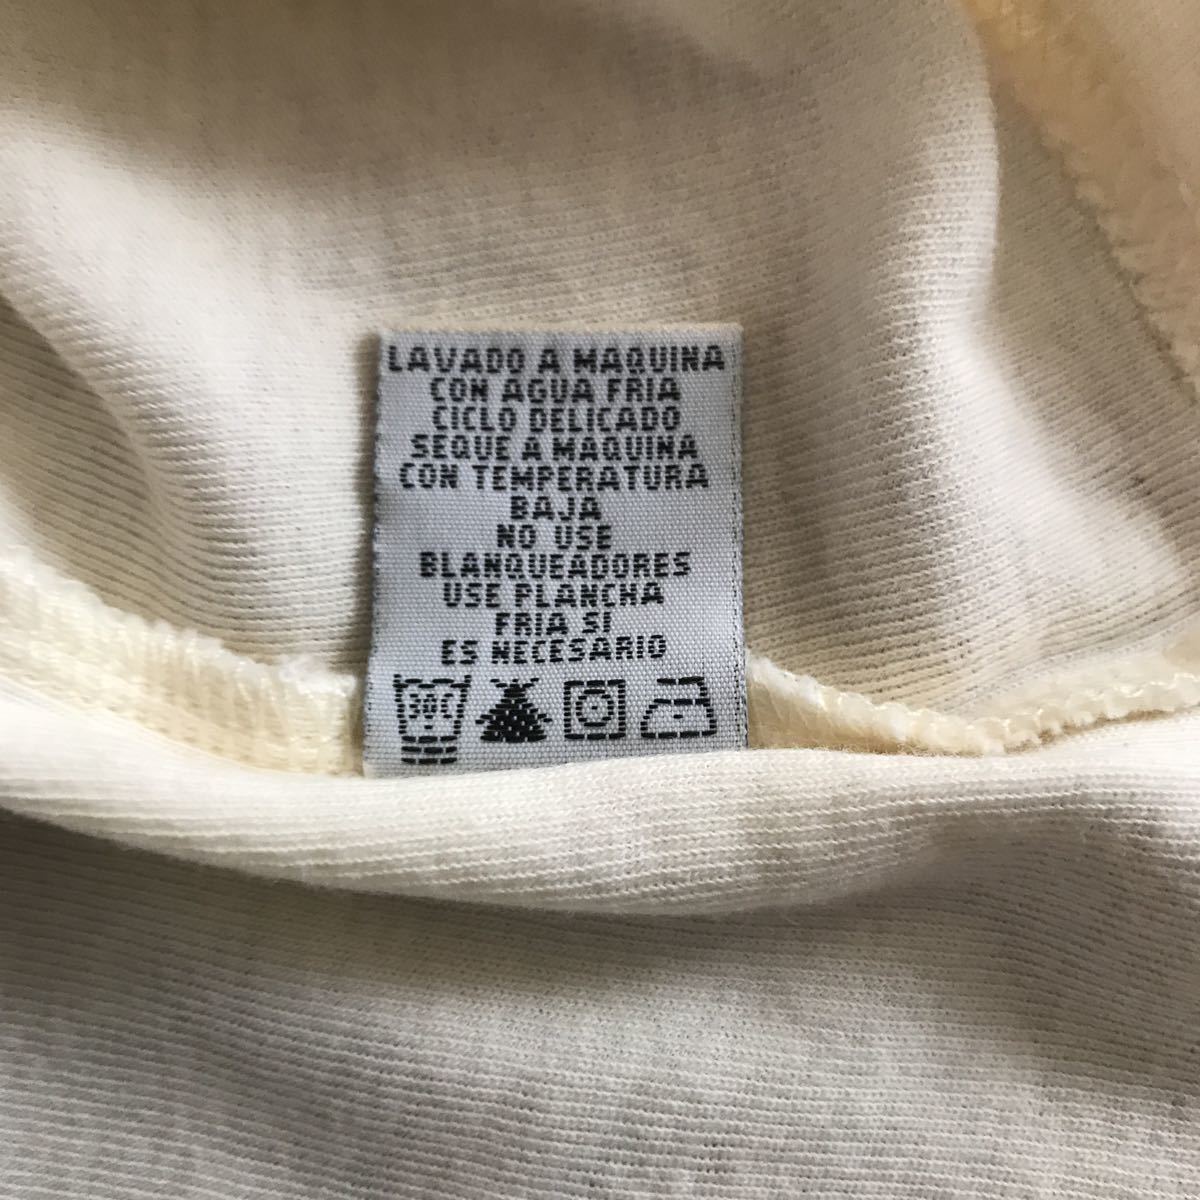 LAVADO A MAQUINA
CON AGUA FRIA
CICLO DELICADO
SEQUE A MAQUINA
CON TEMPERATURA
BAJA
NO USE
BLANQUEADORES
USE PLANCHA
FRIA SI
ES NECESARIO
30C